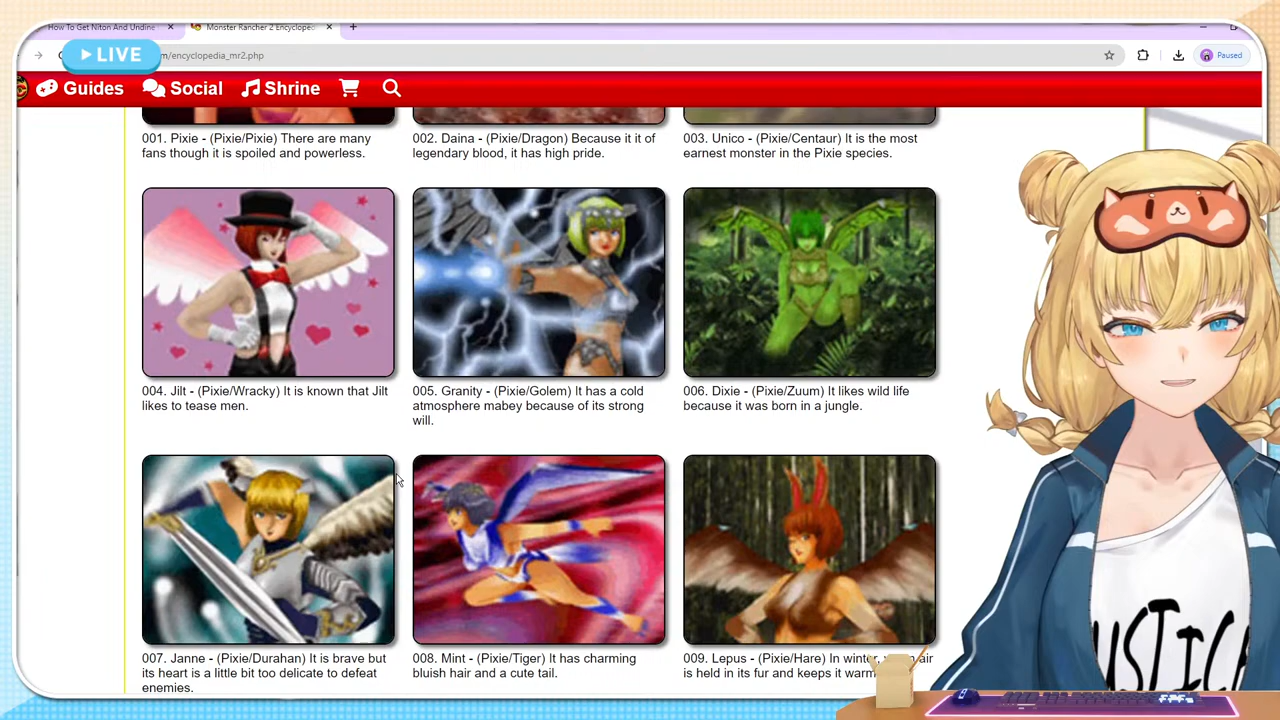 How To Get Niton And Undine
Monster Rancher 2 Encyclope
LIVE
m/encyclopedia_mr2.php
Paused
Guides Social Shrine
001. Pixie - (Pixie/Pixie) There are many
fans though it is spoiled and powerless.
002. Daina - (Pixie/Dragon) Because it it of
legendary blood, it has high pride.
003. Unico - (Pixie/Centaur) It is the most
earnest monster in the Pixie species.
004. Jilt - (Pixie/Wracky) It is known that Jilt
likes to tease men.
005. Granity - (Pixie/Golem) It has a cold
atmosphere mabey because of its strong
will.
006. Dixie - (Pixie/Zuum) It likes wild life
because it was born in a jungle.
007. Janne - (Pixie/Durahan) It is brave but
its heart is a little bit too delicate to defeat
enemies.
008. Mint - (Pixie/Tiger) It has charming
bluish hair and a cute tail.
009. Lepus - (Pixie/Hare) In winter, air
is held in its fur and keeps it warm
USTIC